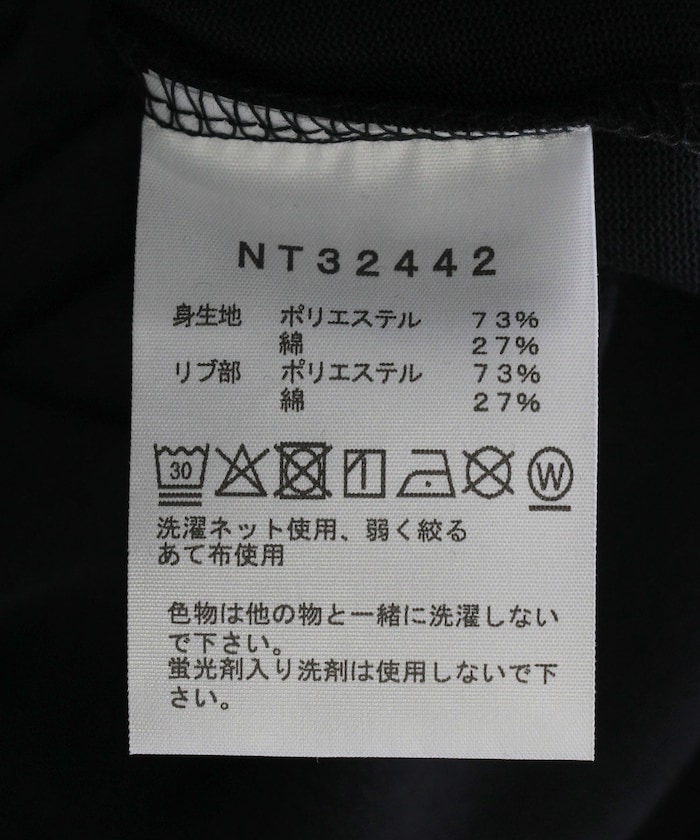 NT32442
身生地 ポリエステル 73%
綿 27%
リブ部 ポリエステル 73%
綿 27%
30 W
洗濯ネット使用、弱く絞る
あて布使用
色物は他の物と一緒に洗濯しない
で下さい。
蛍光剤入り洗剤は使用しないで下
さい。